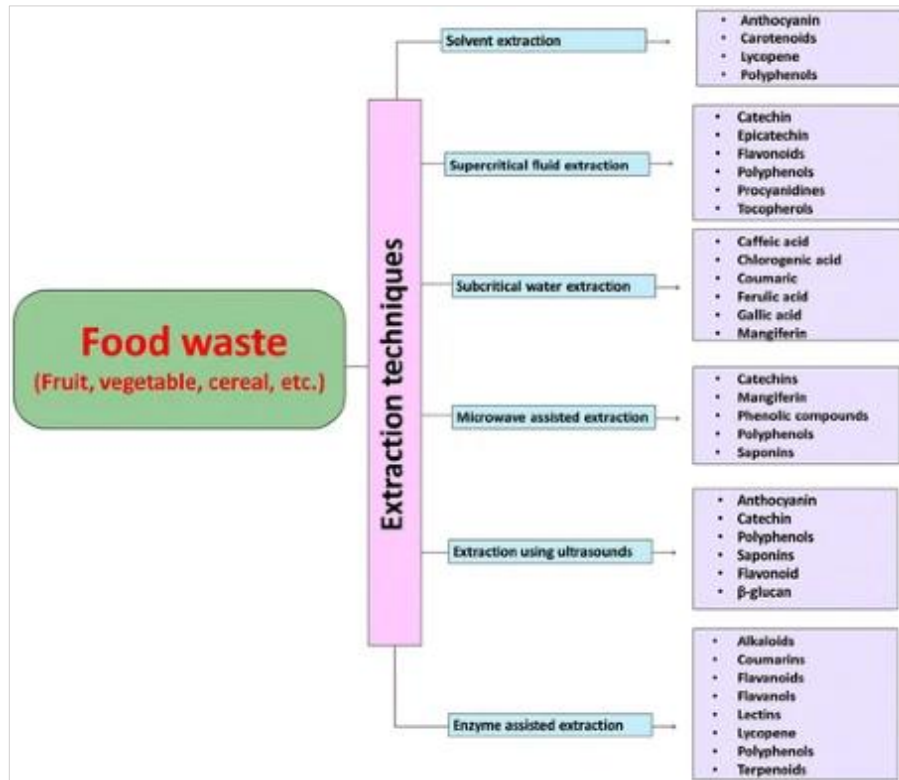 Food waste
(Fruit, vegetable, cereal, etc.)
Extraction techniques
Solvent extraction
• Anthocyanin
• Carotenoids
• Lycopene
• Polyphenols
Supercritical fluid extraction
• Catechin
• Epicatechin
• Flavonoids
• Polyphenols
• Procyanidines
• Tocopherols
Subcritical water extraction
• Caffeic acid
• Chlorogenic acid
• Coumaric
• Ferulic acid
• Gallic acid
• Mangiferin
Microwave assisted extraction
• Catechins
• Mangiferin
• Phenolic compounds
• Polyphenols
• Saponins
Extraction using ultrasounds
• Anthocyanin
• Catechin
• Polyphenols
• Saponins
• Flavonoid
• β-glucan
Enzyme assisted extraction
• Alkaloids
• Coumarins
• Flavanoids
• Flavanols
• Lectins
• Lycopene
• Polyphenols
• Terpenoids